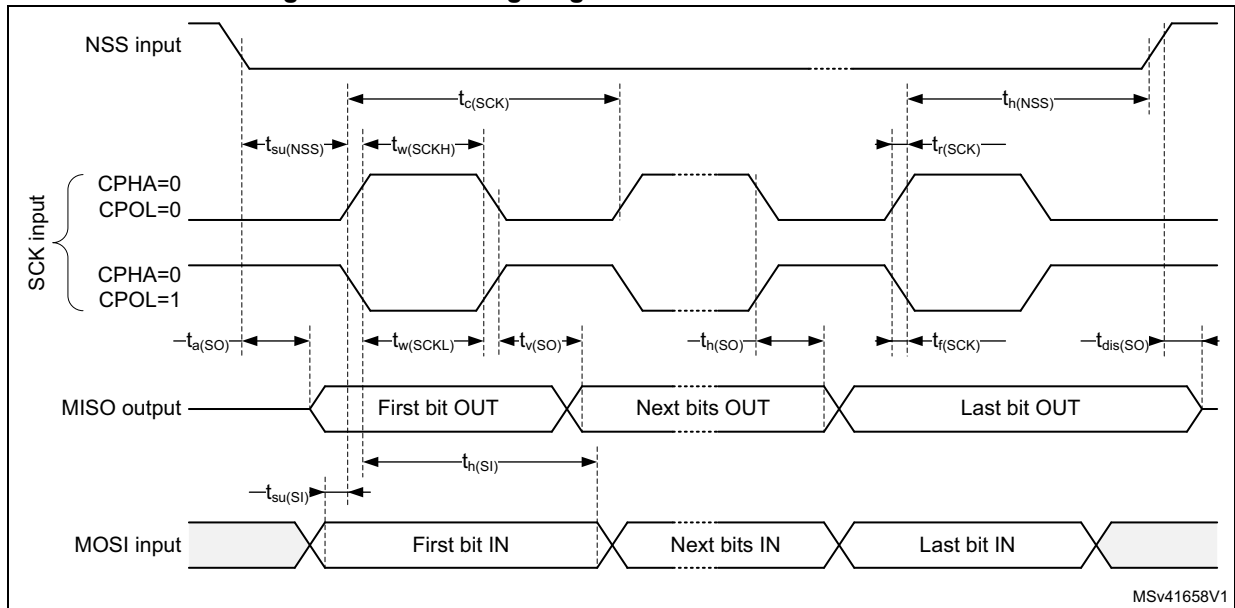 NSS input
tc(SCK)
th(NSS)
tsu(NSS)
tw(SCKH)
tr(SCK)
CPHA=0
CPOL=0
SCK input
CPHA=0
CPOL=1
ta(SO)
tw(SCKL)
tv(SO)
th(SO)
tf(SCK)
tdis(SO)
MISO output
First bit OUT
Next bits OUT
Last bit OUT
th(SI)
tsu(SI)
MOSI input
First bit IN
Next bits IN
Last bit IN
MSv41658V1